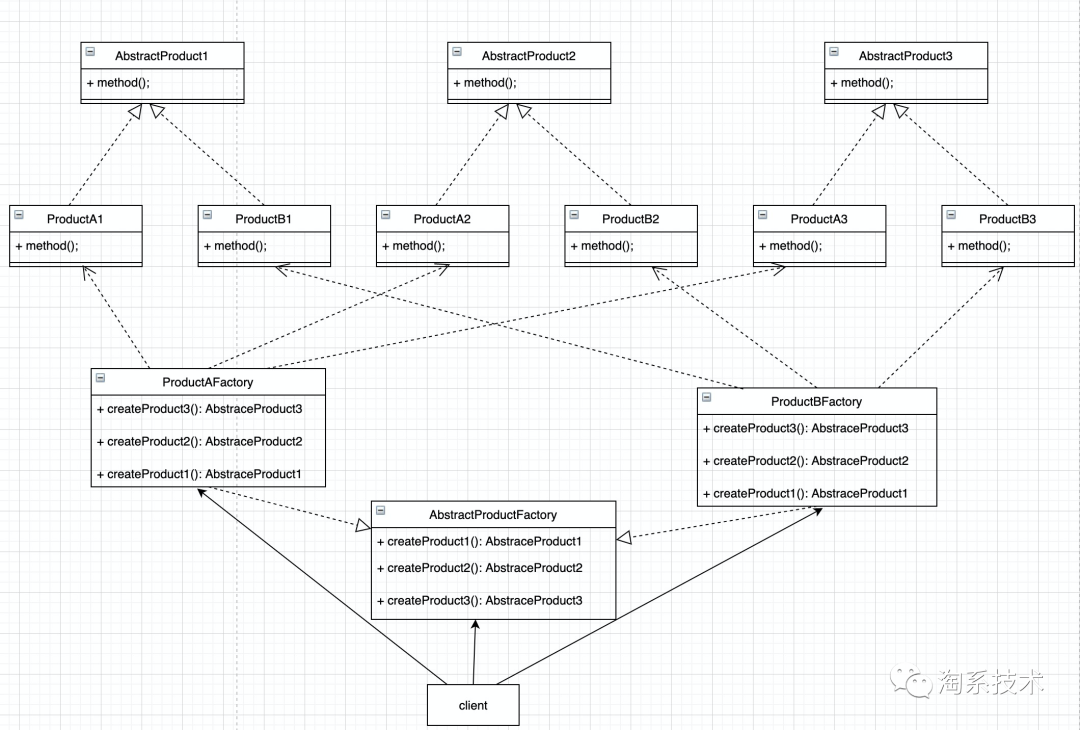 AbstractProduct1
+ method();
AbstractProduct2
+ method();
AbstractProduct3
+ method();
ProductA1
+ method();
ProductB1
+ method();
ProductA2
+ method();
ProductB2
+ method();
ProductA3
+ method();
ProductB3
+ method();
ProductAFactory
+ createProduct3(): AbstraceProduct3
+ createProduct2(): AbstraceProduct2
+ createProduct1(): AbstraceProduct1
ProductBFactory
+ createProduct3(): AbstraceProduct3
+ createProduct2(): AbstraceProduct2
+ createProduct1(): AbstraceProduct1
AbstractProductFactory
+ createProduct1(): AbstraceProduct1
+ createProduct2(): AbstraceProduct2
+ createProduct3(): AbstraceProduct3
client
淘系技术